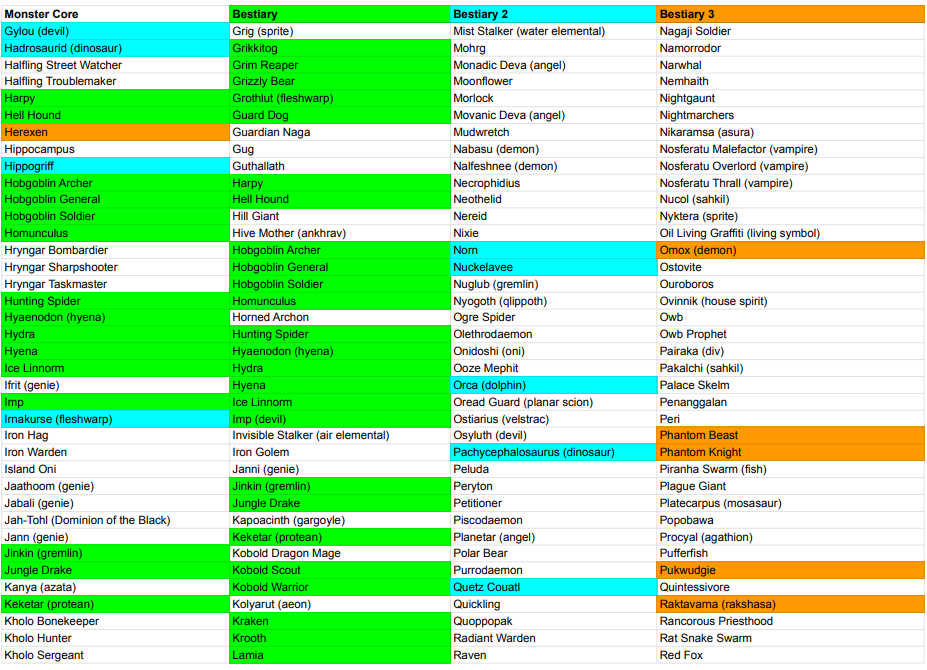 Monster Core Bestiary Bestiary 2 Bestiary 3
Gylou (devil) Grig (sprite) Mist Stalker (water elemental) Nagaji Soldier
Hadrosaurid (dinosaur) Grikkitog Mohrg Namorrodor
Halfling Street Watcher Grim Reaper Monadic Deva (angel) Narwhal
Halfling Troublemaker Grizzly Bear Moonflower Nemhaith
Harpy Grothlut (fleshwarp) Morlock Nightgaunt
Hell Hound Guard Dog Movanic Deva (angel) Nightmarchers
Herexen Guardian Naga Mudwretch Nikaramsa (asura)
Hippocampus Gug Nabasu (demon) Nosferatu Malefactor (vampire)
Hippogriff Guthallath Nalfeshnee (demon) Nosferatu Overlord (vampire)
Hobgoblin Archer Harpy Necrophidius Nosferatu Thrall (vampire)
Hobgoblin General Hell Hound Neothelid Nucol (sahkil)
Hobgoblin Soldier Hill Giant Nereid Nyktera (sprite)
Homunculus Hive Mother (ankhrav) Nixie Oil Living Graffiti (living symbol)
Hryngar Bombardier Hobgoblin Archer Norn Omox (demon)
Hryngar Sharpshooter Hobgoblin General Nuckelavee Ostovite
Hryngar Taskmaster Hobgoblin Soldier Nuglub (gremlin) Ouroboros
Hunting Spider Homunculus Nyogoth (qlippoth) Ovinnik (house spirit)
Hyaenodon (hyena) Horned Archon Ogre Spider Owb
Hydra Hunting Spider Olethrodaemon Owb Prophet
Hyena Hyaenodon (hyena) Onidoshi (oni) Pairaka (div)
Ice Linnorm Hydra Ooze Mephit Pakalchi (sahkil)
Ifrit (genie) Hyena Orca (dolphin) Palace Skelm
Imp Ice Linnorm Oread Guard (planar scion) Penanggalan
Irnakurse (fleshwarp) Imp (devil) Ostiarius (velstrac) Peri
Iron Hag Invisible Stalker (air elemental) Osyluth (devil) Phantom Beast
Iron Warden Iron Golem Pachycephalosaurus (dinosaur) Phantom Knight
Island Oni Janni (genie) Peluda Piranha Swarm (fish)
Jaathoom (genie) Jinkin (gremlin) Peryton Plague Giant
Jabali (genie) Jungle Drake Petitioner Platecarpus (mosasaur)
Jah-Tohl (Dominion of the Black) Kapoacinth (gargoyle) Piscodaemon Popobawa
Jann (genie) Keketar (protean) Planetar (angel) Procyal (agathion)
Jinkin (gremlin) Kobold Dragon Mage Polar Bear Pufferfish
Jungle Drake Kobold Scout Purrodaemon Pukwudgie
Kanya (azata) Kobold Warrior Quetz Couatl Quintessivore
Keketar (protean) Kolyarut (aeon) Quickling Raktavarna (rakshasa)
Kholo Bonekeeper Kraken Quoppopak Rancorous Priesthood
Kholo Hunter Krooth Radiant Warden Rat Snake Swarm
Kholo Sergeant Lamia Raven Red Fox